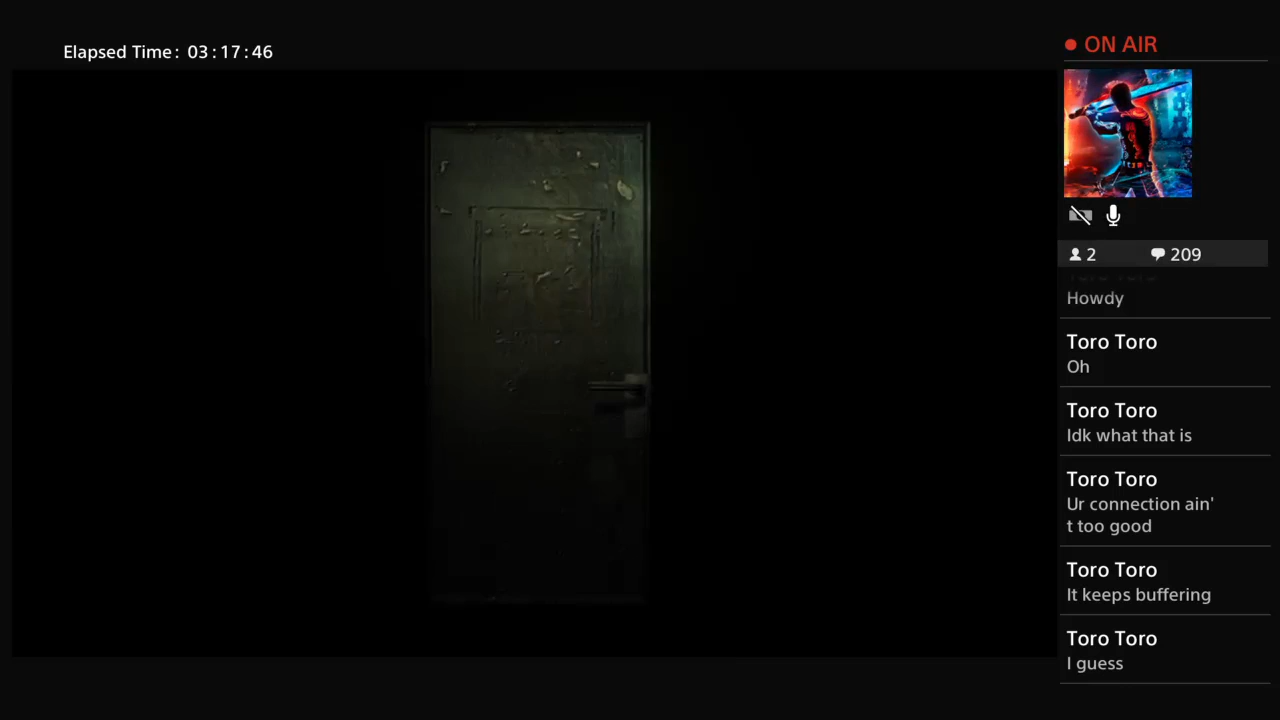 Elapsed Time: 03:17:46
ON AIR
2
209
Howdy
Toro Toro
Oh
Toro Toro
Idk what that is
Toro Toro
Ur connection ain'
t too good
Toro Toro
It keeps buffering
Toro Toro
I guess